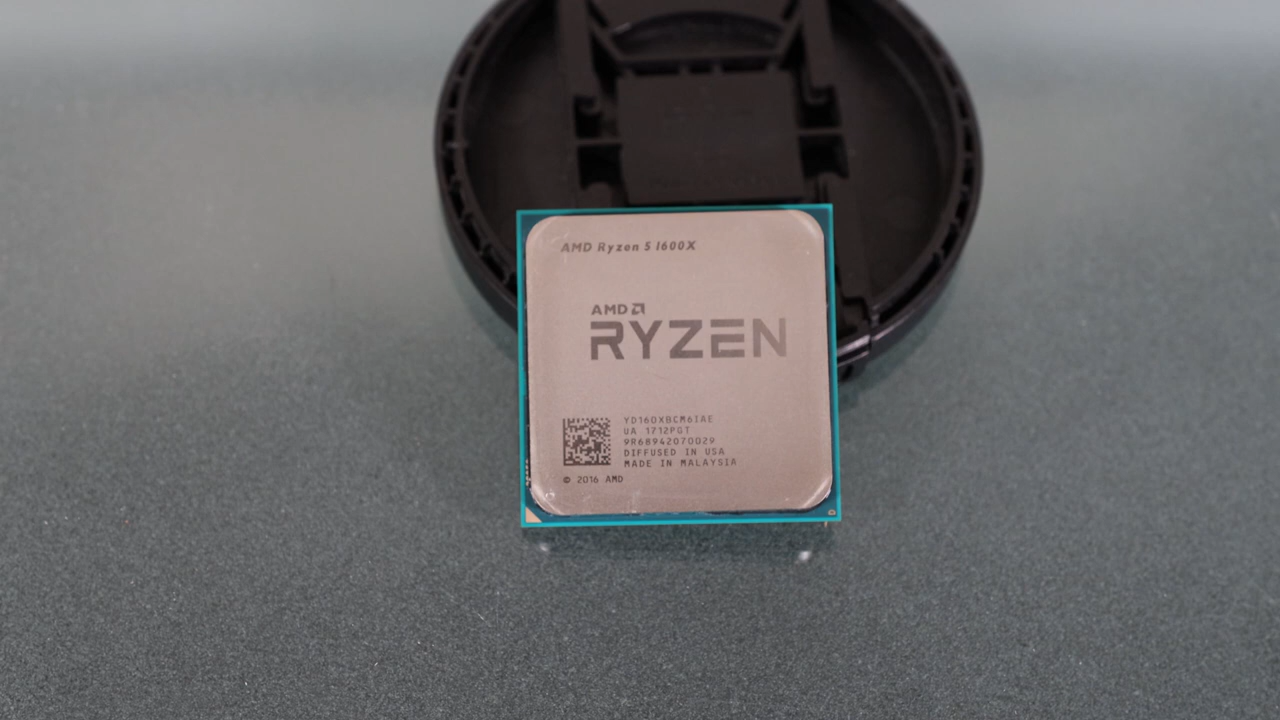 AMD Ryzen 5 1600X
AMD
RYZEN
YD160XBCM6IAE
UA 1712PGT
9R68942070029
DIFFUSED IN USA
MADE IN MALAYSIA
© 2016 AMD